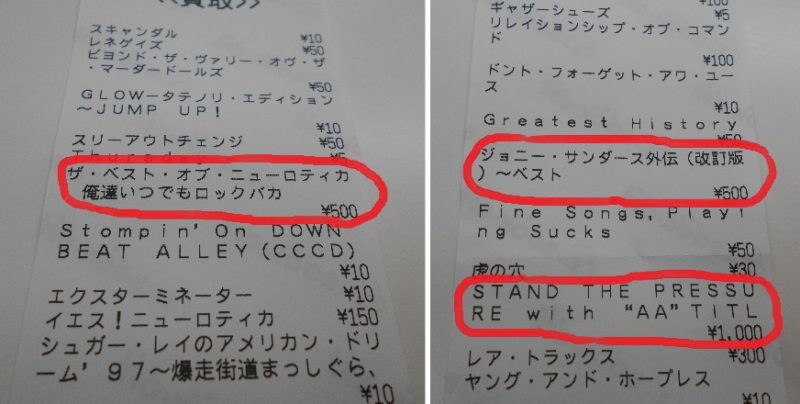 <<買取>>
スキャンダル
¥10
レネゲイズ
¥50
ビヨンド・ザ・ヴァリー・オヴ・ザ
・マーダードールズ
¥50
GLOW－タテノリ・エディション
～JUMP UP！
¥10
スリーアウトチェンジ
¥50
Thursday
¥5
ザ・ベスト・オブ・ニューロティカ
俺達いつでもロックバカ
¥500
Stompin'On DOWN
BEAT ALLEY(CCCD)
¥10
エクスターミネーター
¥10
イエス！ニューロティカ
¥150
シュガー・レイのアメリカン・ドリ
ーム'97～爆走街道まっしぐら、
¥10
¥100
ギャザーシューズ
¥5
リレイションシップ・オブ・コマン
ド
¥100
ドント・フォーゲット・アワ・ユー
ス
¥10
Greatest History
¥50
ジョニー・サンダース外伝（改訂版
）～ベスト
¥500
Fine Songs,Playi
ng Sucks
¥50
虎の穴
¥30
STAND THE PRESSU
RE with "AA"TITL
¥1,000
レア・トラックス
¥300
ヤング・アンド・ホープレス
¥10